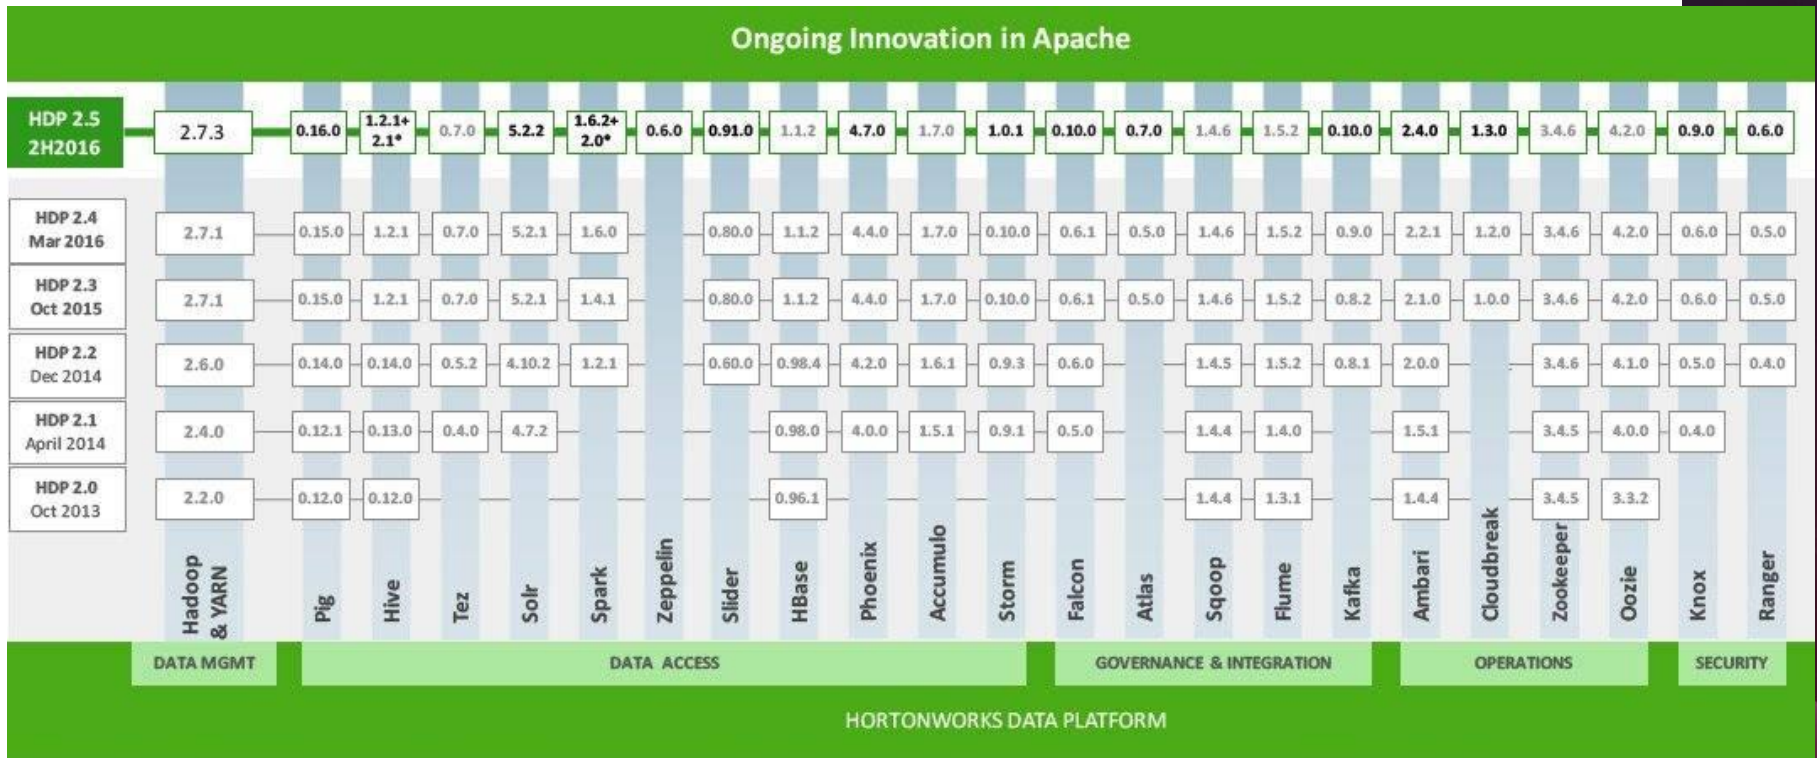 Ongoing Innovation in Apache
HDP 2.5
2H2016
2.7.3
0.16.0
1.2.1+
2.1*
0.7.0
5.2.2
1.6.2+
2.0*
0.6.0
0.91.0
1.1.2
4.7.0
1.7.0
1.0.1
0.10.0
0.7.0
1.4.6
1.5.2
0.10.0
2.4.0
1.3.0
3.4.6
4.2.0
0.9.0
0.6.0
HDP 2.4
Mar 2016
2.7.1
0.15.0
1.2.1
0.7.0
5.2.1
1.6.0
0.80.0
1.1.2
4.4.0
1.7.0
0.10.0
0.6.1
0.5.0
1.4.6
1.5.2
0.9.0
2.2.1
1.2.0
3.4.6
4.2.0
0.6.0
0.5.0
HDP 2.3
Oct 2015
2.7.1
0.15.0
1.2.1
0.7.0
5.2.1
1.4.1
0.80.0
1.1.2
4.4.0
1.7.0
0.10.0
0.6.1
0.5.0
1.4.6
1.5.2
0.8.2
2.1.0
1.0.0
3.4.6
4.2.0
0.6.0
0.5.0
HDP 2.2
Dec 2014
2.6.0
0.14.0
0.14.0
0.5.2
4.10.2
1.2.1
0.60.0
0.98.4
4.2.0
1.6.1
0.9.3
0.6.0
1.4.5
1.5.2
0.8.1
2.0.0
3.4.6
4.1.0
0.5.0
0.4.0
HDP 2.1
April 2014
2.4.0
0.12.1
0.13.0
0.4.0
4.7.2
0.98.0
4.0.0
1.5.1
0.9.1
0.5.0
1.4.4
1.4.0
1.5.1
3.4.5
4.0.0
0.4.0
HDP 2.0
Oct 2013
2.2.0
0.12.0
0.12.0
0.96.1
1.4.4
1.3.1
1.4.4
3.4.5
3.3.2
Hadoop
& YARN
Pig
Hive
Tez
Solr
Spark
Zeppelin
Slider
HBase
Phoenix
Accumulo
Storm
Falcon
Atlas
Sqoop
Flume
Kafka
Ambari
Cloudbreak
Zookeeper
Oozie
Knox
Ranger
DATA MGMT
DATA ACCESS
GOVERNANCE & INTEGRATION
OPERATIONS
SECURITY
HORTONWORKS DATA PLATFORM